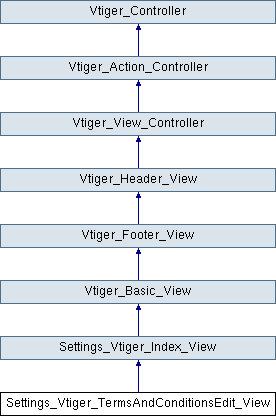 Vtiger_Controller
Vtiger_Action_Controller
Vtiger_View_Controller
Vtiger_Header_View
Vtiger_Footer_View
Vtiger_Basic_View
Settings_Vtiger_Index_View
Settings_Vtiger_TermsAndConditionsEdit_View